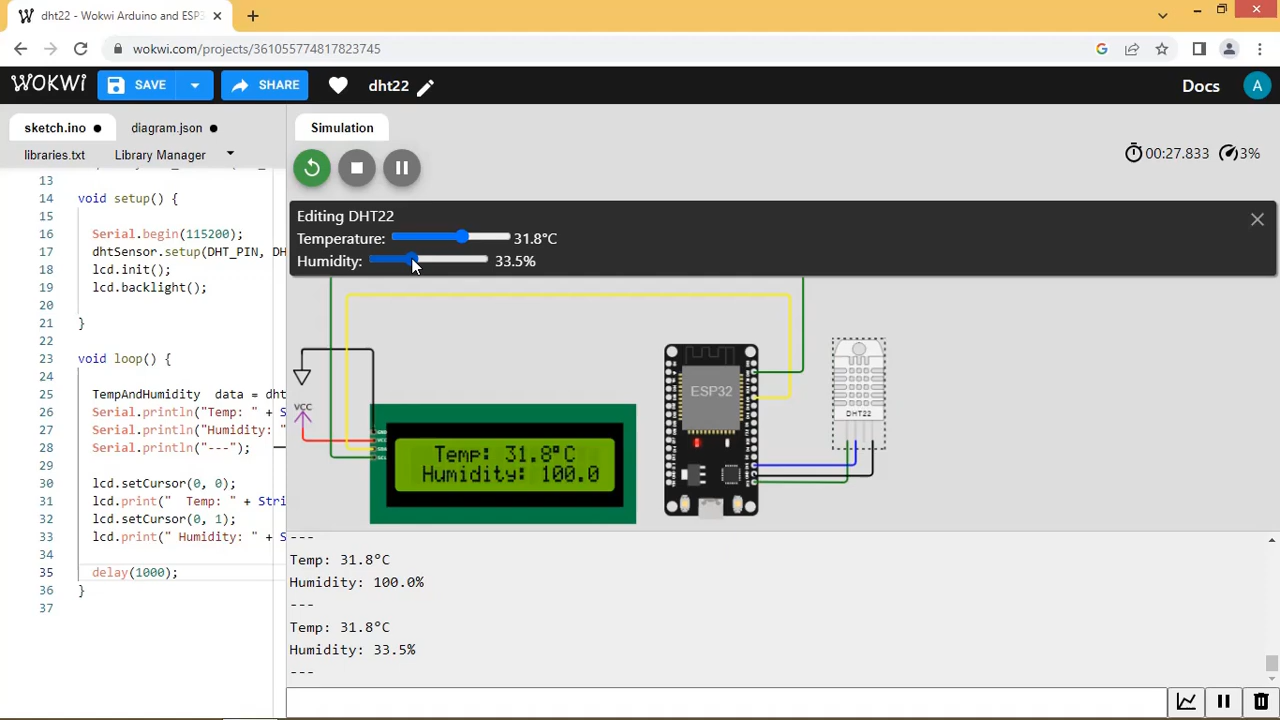 dht22 - Wokwi Arduino and ESP3
wokwi.com/projects/361055774817823745
WOKWI SAVE SHARE dht22 Docs A
sketch.ino diagram.json Simulation
libraries.txt Library Manager
00:27.833 3%
Editing DHT22
Temperature: 31.8°C
Humidity: 33.5%
13
14 void setup() {
15
16 Serial.begin(115200);
17 dhtSensor.setup(DHT_PIN, DH
18 lcd.init();
19 lcd.backlight();
20
21 }
22
23 void loop() {
24
25 TempAndHumidity data = dht
26 Serial.println("Temp: " + S
27 Serial.println("Humidity: "
28 Serial.println("---");
29
30 lcd.setCursor(0, 0);
31 lcd.print("  Temp: " + Stri
32 lcd.setCursor(0, 1);
33 lcd.print(" Humidity: " + S
34
35 delay(1000);
36 }
37
VCC
Temp: 31.8°C
Humidity: 100.0
ESP32
DHT22
---
Temp: 31.8°C
Humidity: 100.0%
---
Temp: 31.8°C
Humidity: 33.5%
---